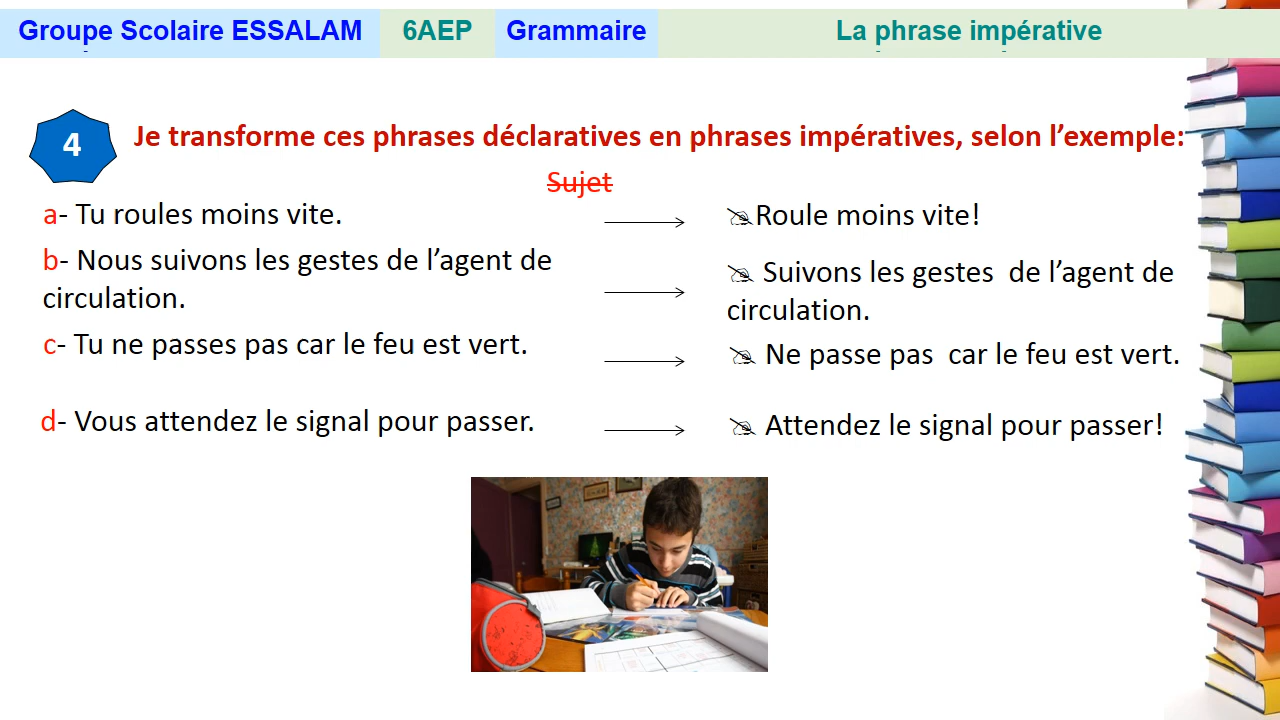 Groupe Scolaire ESSALAM 6AEP Grammaire La phrase impérative
4 Je transforme ces phrases déclaratives en phrases impératives, selon l’exemple:
Sujet
a- Tu roules moins vite.
Roule moins vite!
b- Nous suivons les gestes de l’agent de
circulation.
Suivons les gestes de l’agent de
circulation.
c- Tu ne passes pas car le feu est vert.
Ne passe pas car le feu est vert.
d- Vous attendez le signal pour passer.
Attendez le signal pour passer!